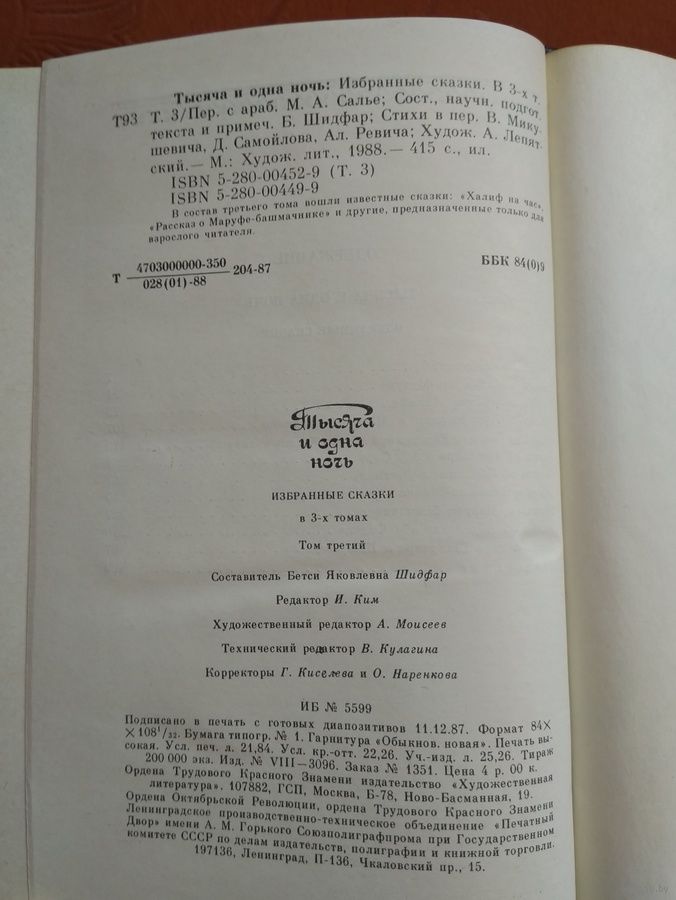 Тысяча и одна ночь: Избранные сказки. В 3-х т.
Т93 Т. 3/Пер. с араб. М. А. Салье; Сост., научн. подгот.
текста и примеч. Б. Шидфар; Стихи в пер. В. Мику-
шевича, Д. Самойлова, Ал. Ревича; Худож. А. Лепят-
ский.— М.: Худож. лит., 1988.— 415 с., ил.
ISBN 5-280-00452-9 (Т. 3)
ISBN 5-280-00449-9
В состав третьего тома вошли известные сказки: «Халиф на час»,
«Рассказ о Маруфе-башмачнике» и другие, предназначенные только для
взрослого читателя.
Т 4703000000-350 204-87 ББК 84(0)9
028(01)-88
Тысяча
и одна
ночь
ИЗБРАННЫЕ СКАЗКИ
в 3-х томах
Том третий
Составитель Бетси Яковлевна Шидфар
Редактор И. Ким
Художественный редактор А. Моисеев
Технический редактор В. Кулагина
Корректоры Г. Киселева и О. Наренкова
ИБ № 5599
Подписано в печать с готовых диапозитивов 11.12.87. Формат 84×
×108¹/₃₂. Бумага типогр. № 1. Гарнитура «Обыкнов. новая». Печать вы-
сокая. Усл. печ. л. 21,84. Усл. кр.-отт. 22,26. Уч.-изд. л. 25,26. Тираж
200 000 экз. Изд. № VIII—3096. Заказ № 1351. Цена 4 р. 00 к.
Ордена Трудового Красного Знамени издательство «Художественная
литература». 107882, ГСП, Москва, Б-78, Ново-Басманная, 19.
Ордена Октябрьской Революции, ордена Трудового Красного Знамени
Ленинградское производственно-техническое объединение «Печатный
Двор» имени А. М. Горького Союзполиграфпрома при Государственном
комитете СССР по делам издательств, полиграфии и книжной торговли.
197136, Ленинград, П-136, Чкаловский пр., 15.